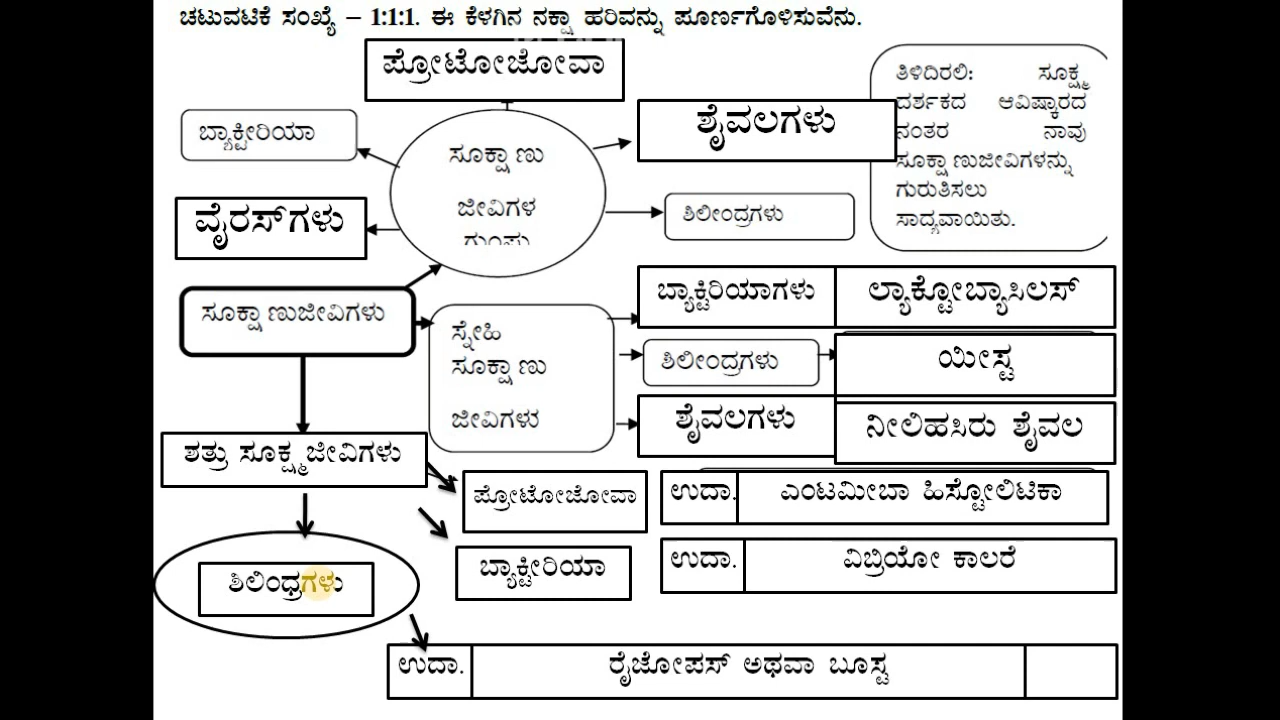 ಚಟುವಟಿಕೆ ಸಂಖ್ಯೆ – 1:1:1. ಈ ಕೆಳಗಿನ ನಕ್ಷಾ ಹರಿವನ್ನು ಪೂರ್ಣಗೊಳಿಸುವೆನು.
ಪ್ರೋಟೋಜೋವಾ
ಬ್ಯಾಕ್ಟೀರಿಯಾ
ಸೂಕ್ಷಾಣು
ಜೀವಿಗಳ
ಗುಂಪು
ಶೈವಲಗಳು
ತಿಳಿದಿರಲಿ: ಸೂಕ್ಷ್ಮ
ದರ್ಶಕದ ಆವಿಷ್ಕಾರದ
ನಂತರ ನಾವು
ಸೂಕ್ಷಾಣುಜೀವಿಗಳನ್ನು
ಗುರುತಿಸಲು
ಸಾದ್ಯವಾಯಿತು.
ವೈರಸ್‌ಗಳು
ಶಿಲೀಂದ್ರಗಳು
ಸೂಕ್ಷಾಣುಜೀವಿಗಳು
ಸ್ನೇಹಿ
ಸೂಕ್ಷಾಣು
ಜೀವಿಗಳು
ಬ್ಯಾಕ್ಟಿರಿಯಾಗಳು ಲ್ಯಾಕ್ಟೋಬ್ಯಾಸಿಲಸ್
ಶಿಲೀಂದ್ರಗಳು ಯೀಸ್ಟ
ಶೈವಲಗಳು ನೀಲಿಹಸಿರು ಶೈವಲ
ಶತ್ರು ಸೂಕ್ಷ್ಮಜೀವಿಗಳು
ಪ್ರೋಟೋಜೋವಾ ಉದಾ. ಎಂಟಮೀಬಾ ಹಿಸ್ಟೋಲಿಟಿಕಾ
ಬ್ಯಾಕ್ಟೀರಿಯಾ ಉದಾ. ವಿಬ್ರಿಯೋ ಕಾಲರೆ
ಶಿಲಿಂಧ್ರಗಳು
ಉದಾ. ರೈಜೋಪಸ್ ಅಥವಾ ಬೂಸ್ಟ